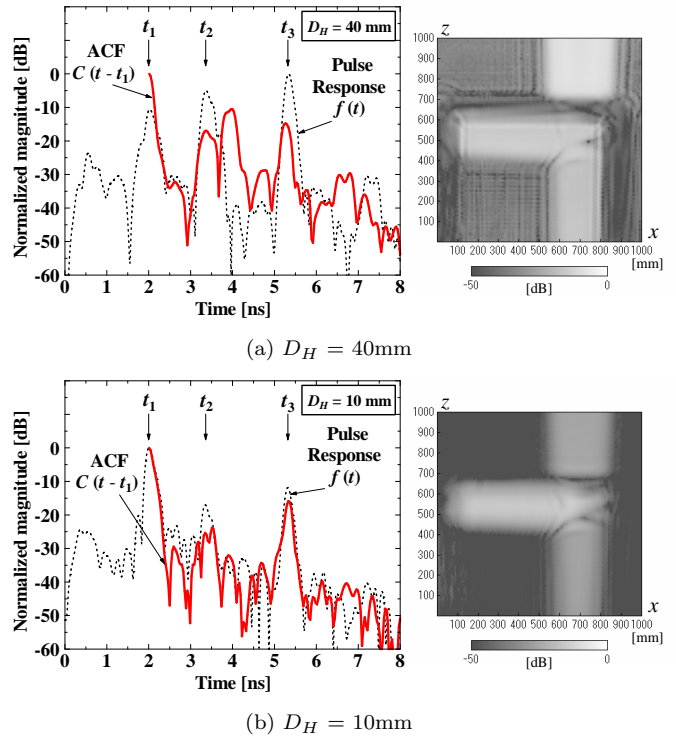 t1 t2 t3 DH = 40 mm
ACF
C (t - t1)
Pulse
Response
f (t)
Normalized magnitude [dB]
0
-10
-20
-30
-40
-50
-60
0 1 2 3 4 5 6 7 8
Time [ns]
z
1000
900
800
700
600
500
400
300
200
100
x
100 200 300 400 500 600 700 800 900 1000
[mm]
-50 0
[dB]
(a) DH = 40mm
t1 t2 t3 DH = 10 mm
ACF
C (t - t1)
Pulse
Response
f (t)
Normalized magnitude [dB]
0
-10
-20
-30
-40
-50
-60
0 1 2 3 4 5 6 7 8
Time [ns]
z
1000
900
800
700
600
500
400
300
200
100
x
100 200 300 400 500 600 700 800 900 1000
[mm]
-50 0
[dB]
(b) DH = 10mm